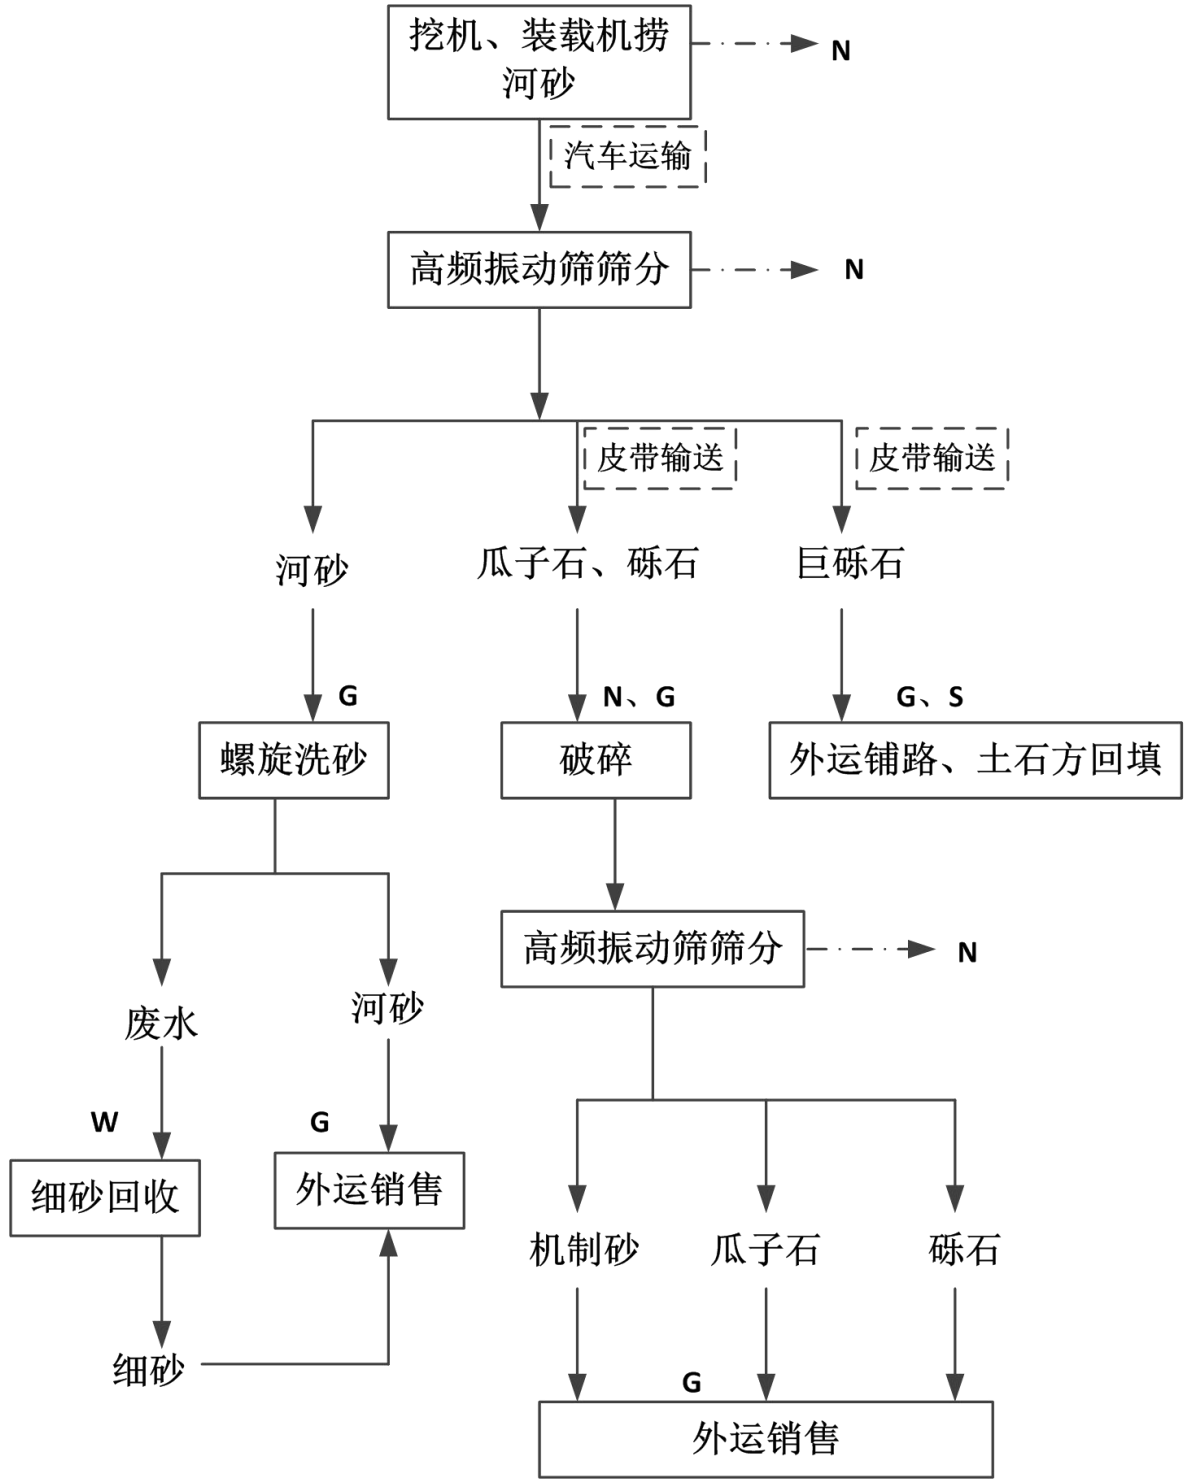 挖机、装载机捞
河砂
N
汽车运输
高频振动筛筛分
N
皮带输送
皮带输送
河砂
瓜子石、砾石
巨砾石
G
N、G
G、S
螺旋洗砂
破碎
外运铺路、土石方回填
高频振动筛筛分
N
废水
河砂
W
G
细砂回收
外运销售
机制砂
瓜子石
砾石
细砂
G
外运销售